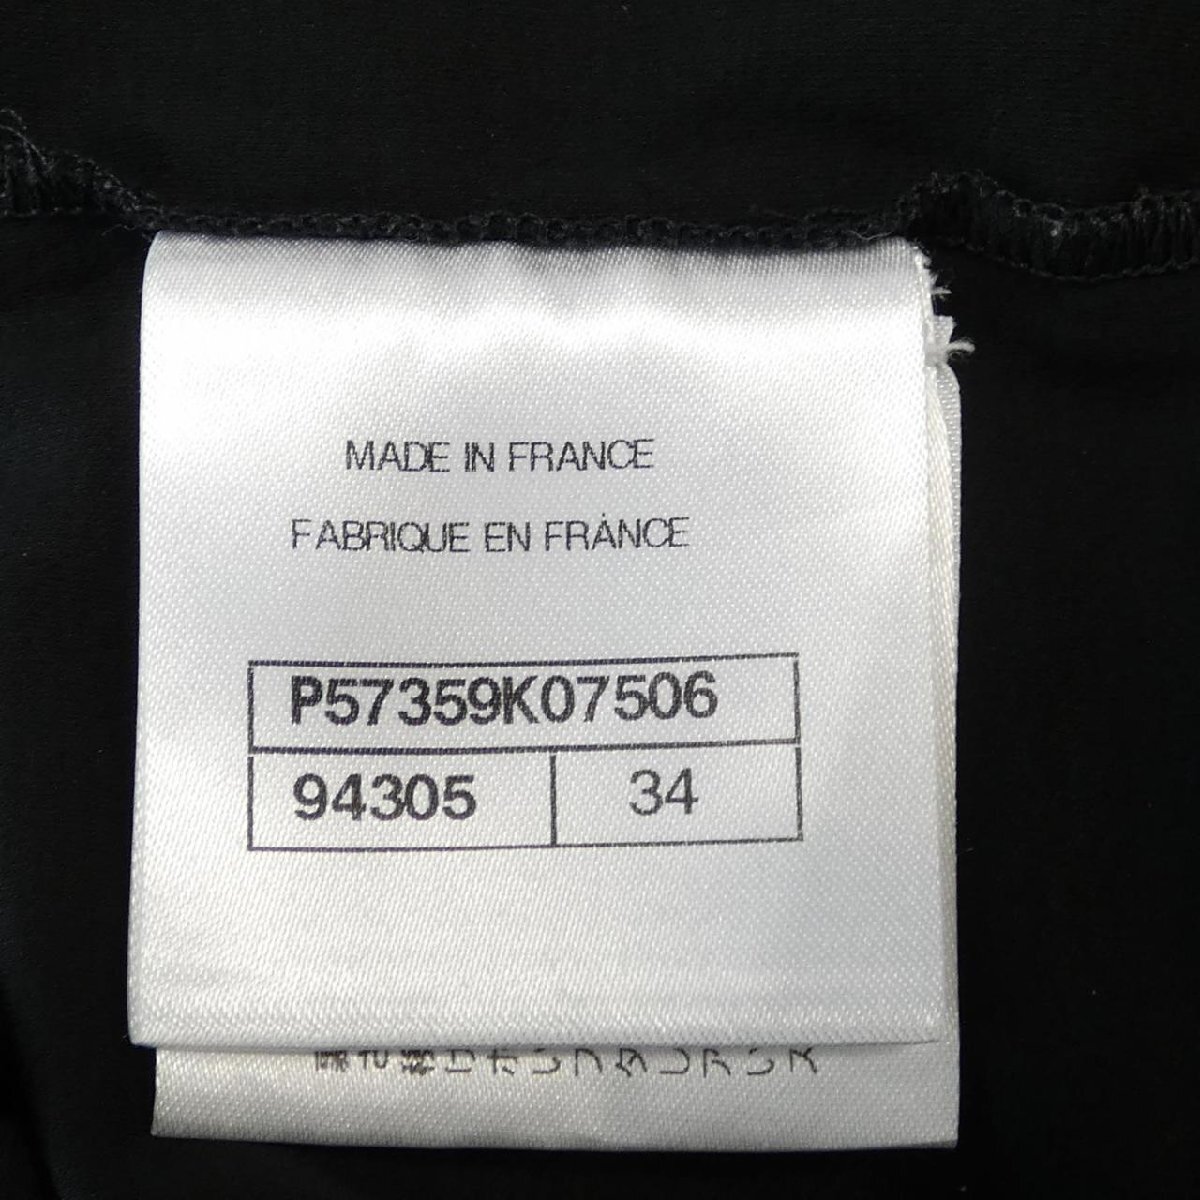 MADE IN FRANCE
FABRIQUE EN FRANCE
P57359K07506
94305 34